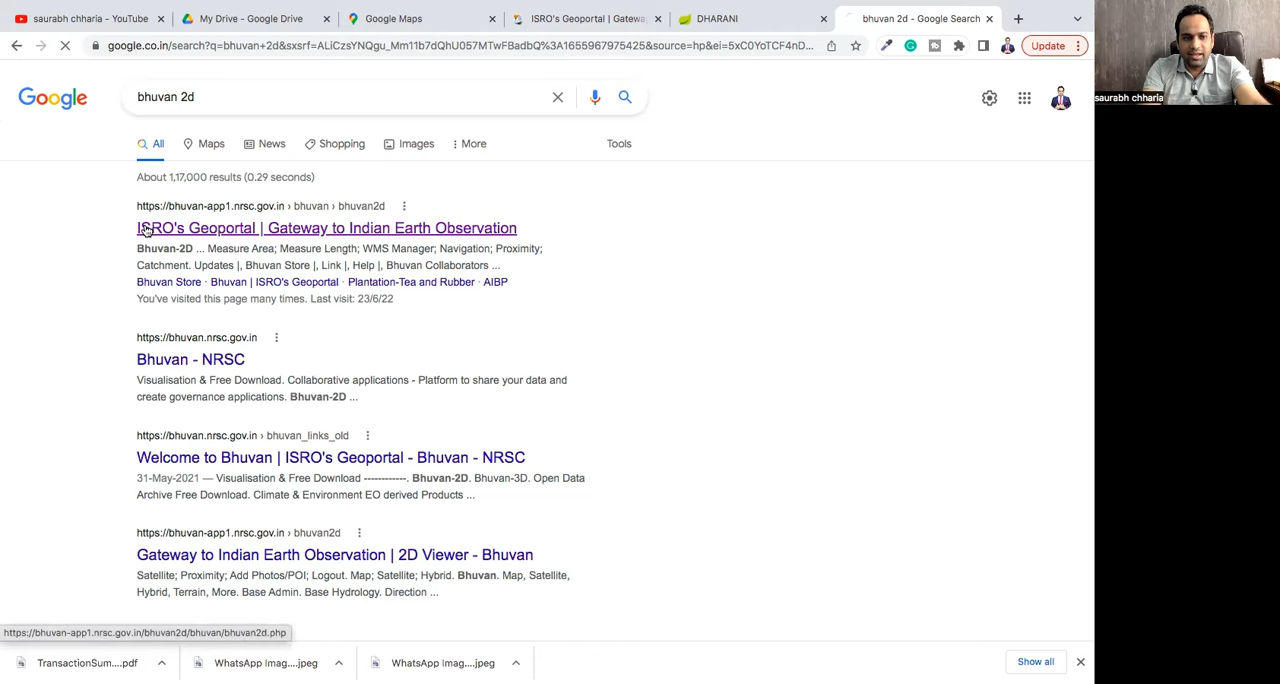 saurabh chharia - YouTube
My Drive - Google Drive
Google Maps
ISRO's Geoportal | Gatewa
DHARANI
bhuvan 2d - Google Search
google.co.in/search?q=bhuvan+2d&sxsrf=ALiCzsYNQgu_Mm11b7dQhU057MTwFBadbQ%3A1655967975425&source=hp&ei=5xC0YoTCF4nD...
Update
saurabh chharia
Google
bhuvan 2d
All
Maps
News
Shopping
Images
More
Tools
About 1,17,000 results (0.29 seconds)
https://bhuvan-app1.nrsc.gov.in › bhuvan › bhuvan2d
ISRO's Geoportal | Gateway to Indian Earth Observation
Bhuvan-2D ... Measure Area; Measure Length; WMS Manager; Navigation; Proximity;
Catchment. Updates |, Bhuvan Store |, Link |, Help |, Bhuvan Collaborators ...
Bhuvan Store · Bhuvan | ISRO's Geoportal · Plantation-Tea and Rubber · AIBP
You've visited this page many times. Last visit: 23/6/22
https://bhuvan.nrsc.gov.in
Bhuvan - NRSC
Visualisation & Free Download. Collaborative applications - Platform to share your data and
create governance applications. Bhuvan-2D ...
https://bhuvan.nrsc.gov.in › bhuvan_links_old
Welcome to Bhuvan | ISRO's Geoportal - Bhuvan - NRSC
31-May-2021 — Visualisation & Free Download ------------. Bhuvan-2D. Bhuvan-3D. Open Data
Archive Free Download. Climate & Environment EO derived Products ...
https://bhuvan-app1.nrsc.gov.in › bhuvan2d
Gateway to Indian Earth Observation | 2D Viewer - Bhuvan
Satellite; Proximity; Add Photos/POI; Logout. Map; Satellite; Hybrid. Bhuvan. Map, Satellite,
Hybrid, Terrain, More. Base Admin. Base Hydrology. Direction ...
https://bhuvan-app1.nrsc.gov.in/bhuvan2d/bhuvan/bhuvan2d.php
TransactionSum....pdf
WhatsApp Imag....jpeg
WhatsApp Imag....jpeg
Show all